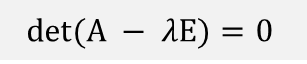 det(A − λE) = 0